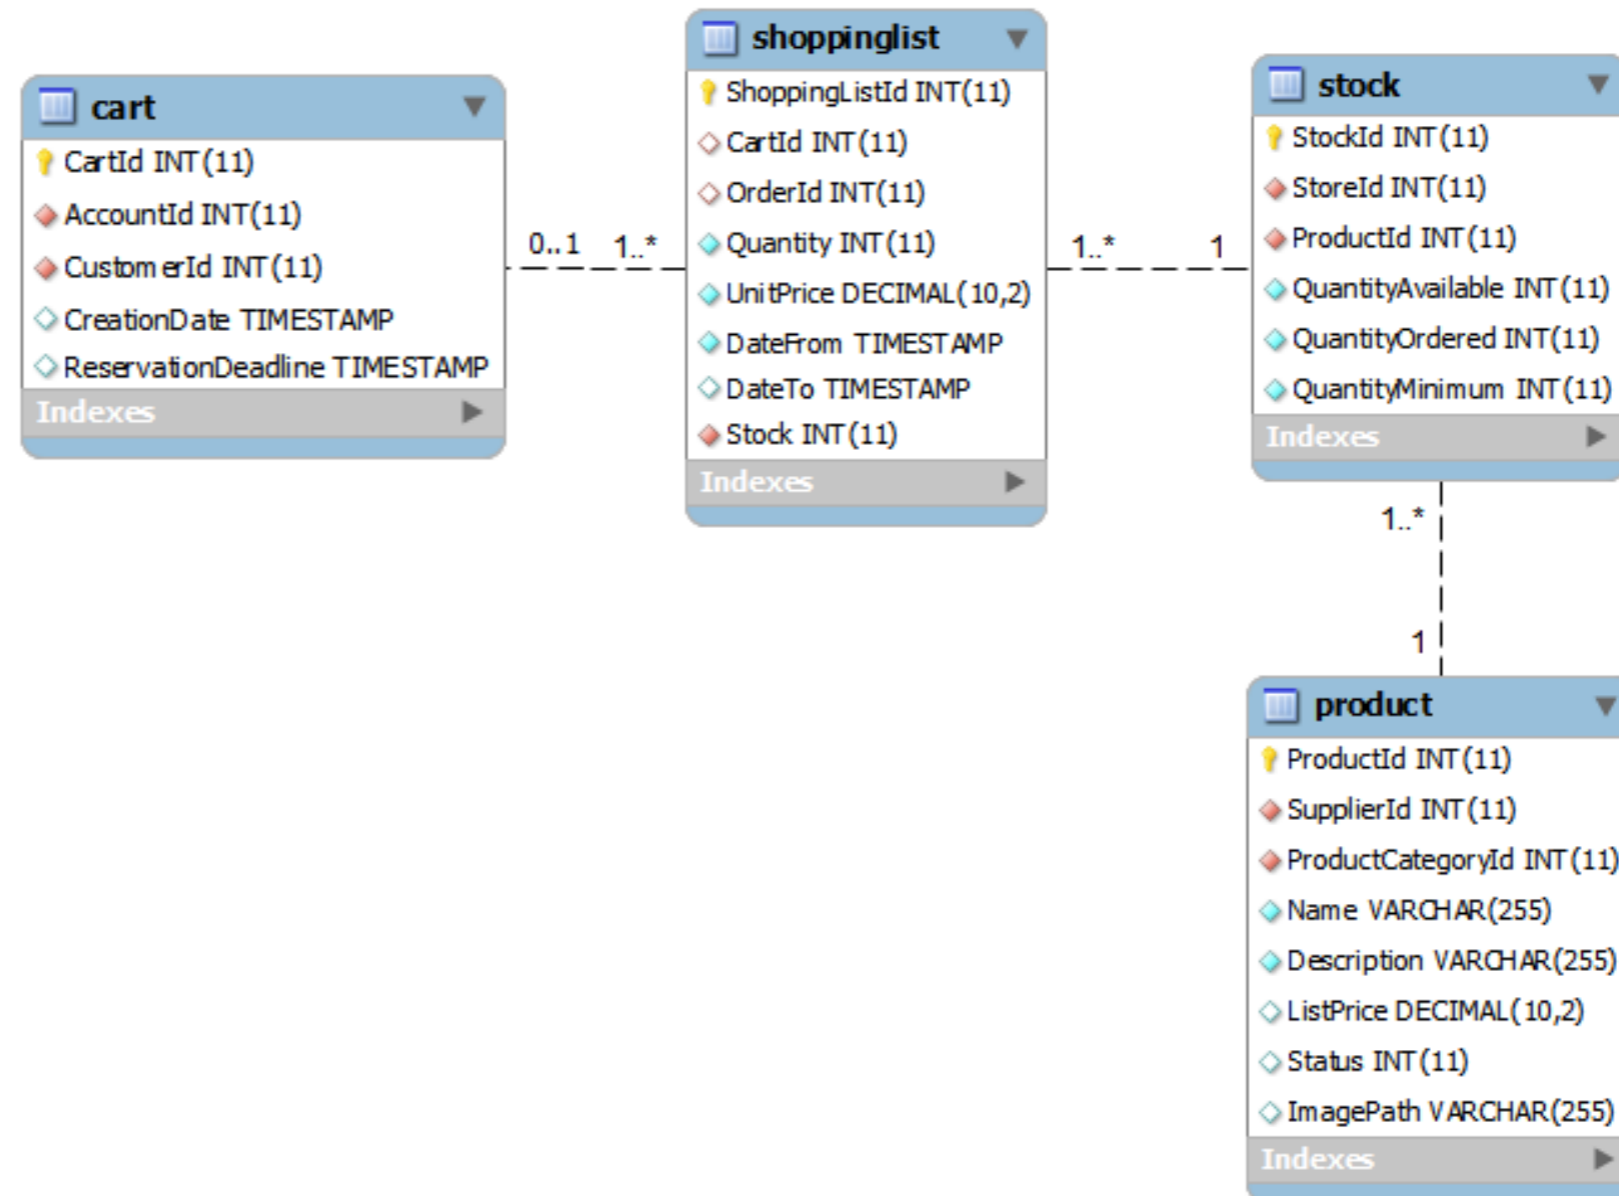 cart
CartId INT(11)
AccountId INT(11)
CustomerId INT(11)
CreationDate TIMESTAMP
ReservationDeadline TIMESTAMP
Indexes
0..1
1..*
shoppinglist
ShoppingListId INT(11)
CartId INT(11)
OrderId INT(11)
Quantity INT(11)
UnitPrice DECIMAL(10,2)
DateFrom TIMESTAMP
DateTo TIMESTAMP
Stock INT(11)
Indexes
1..*
1
stock
StockId INT(11)
StoreId INT(11)
ProductId INT(11)
QuantityAvailable INT(11)
QuantityOrdered INT(11)
QuantityMinimum INT(11)
Indexes
1..*
1
product
ProductId INT(11)
SupplierId INT(11)
ProductCategoryId INT(11)
Name VARCHAR(255)
Description VARCHAR(255)
ListPrice DECIMAL(10,2)
Status INT(11)
ImagePath VARCHAR(255)
Indexes